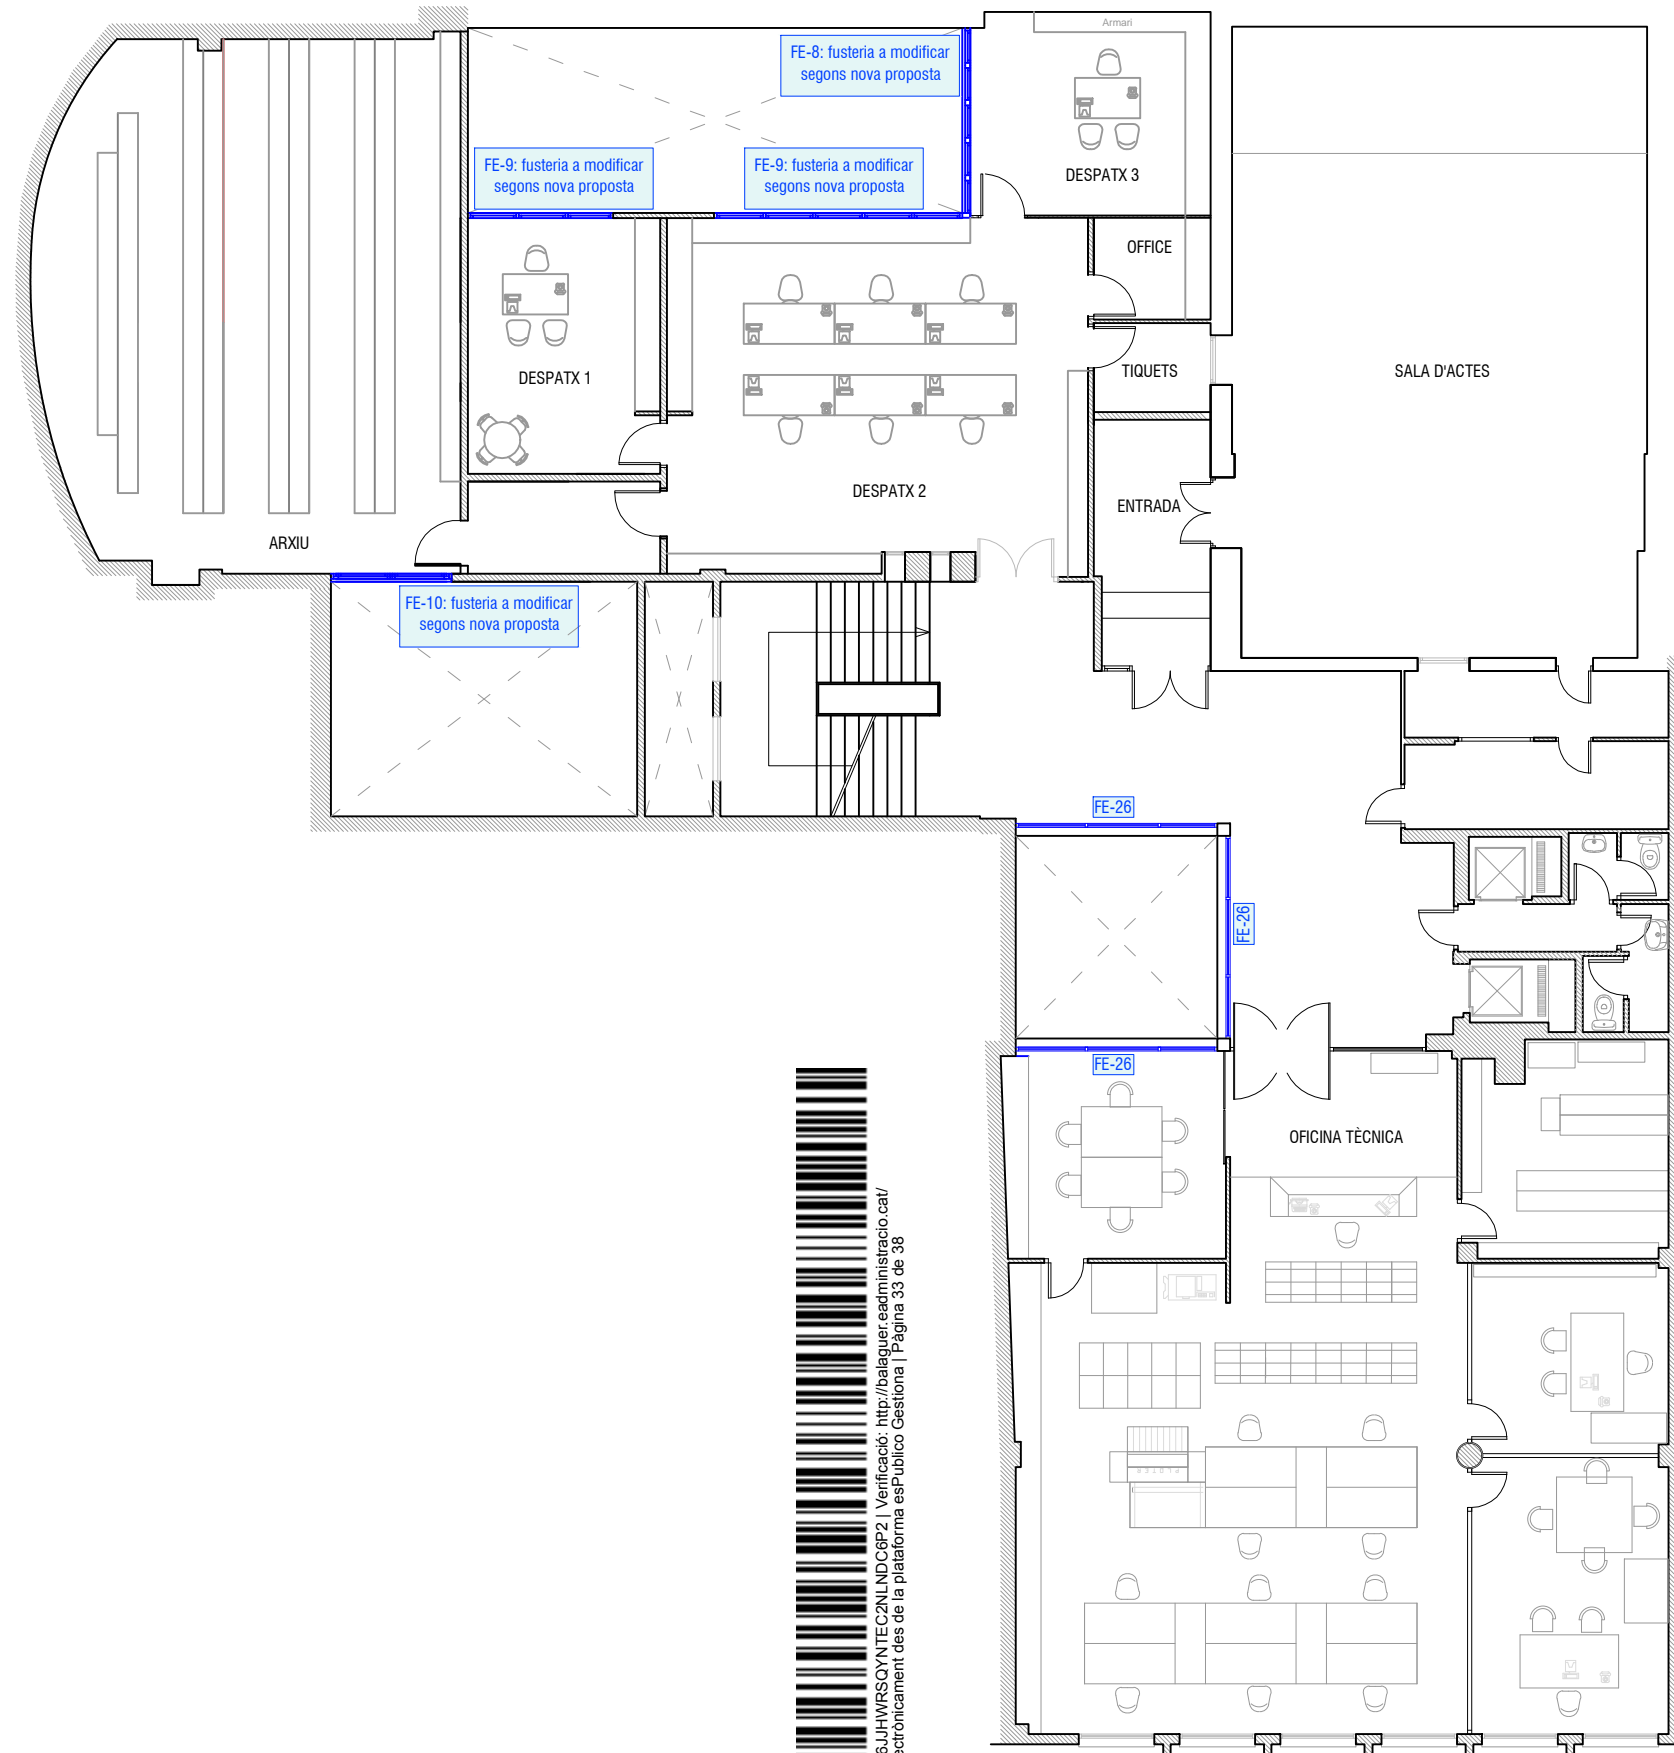 Armari
FE-8: fusteria a modificar
segons nova proposta
FE-9: fusteria a modificar
segons nova proposta
FE-9: fusteria a modificar
segons nova proposta
DESPATX 3
OFFICE
TIQUETS
SALA D'ACTES
DESPATX 1
DESPATX 2
ENTRADA
ARXIU
FE-10: fusteria a modificar
segons nova proposta
FE-26
FE-26
FE-26
OFICINA TÈCNICA
PLOTER
6JJHWRSQYNTEC2NLNDC6P2 | Verificació: http://balaguer.eadministracio.cat/
ectrònicament des de la plataforma esPublico Gestiona | Pàgina 33 de 38